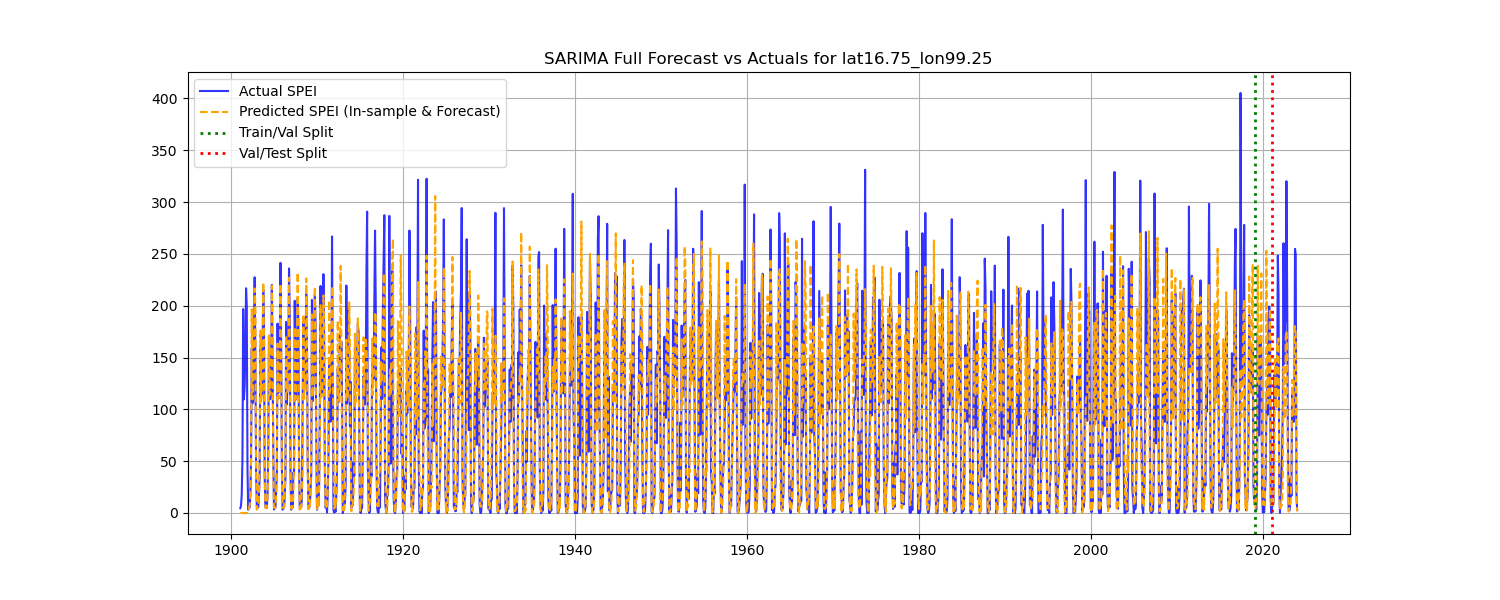 SARIMA Full Forecast vs Actuals for lat16.75_lon99.25
Actual SPEI
Predicted SPEI (In-sample & Forecast)
Train/Val Split
Val/Test Split
400
350
300
250
200
150
100
50
0
1900 1920 1940 1960 1980 2000 2020